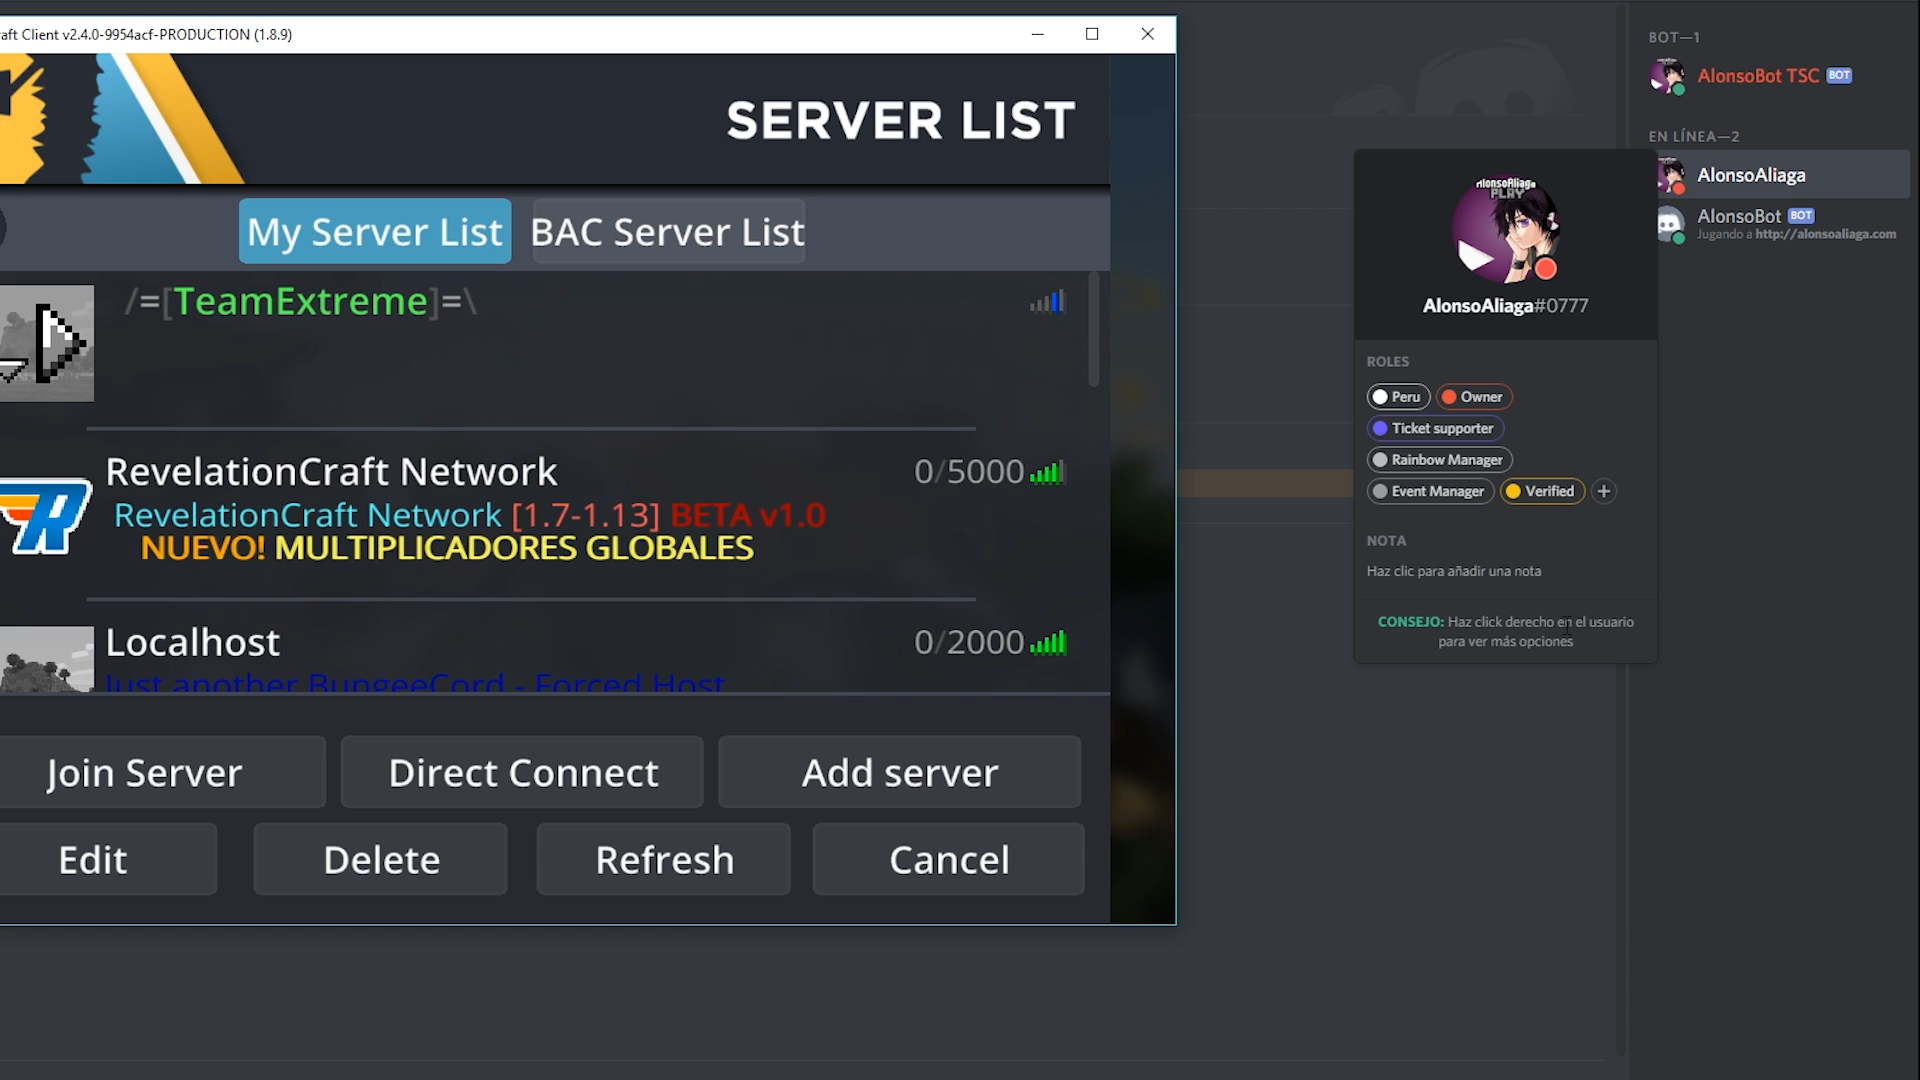 aft Client v2.4.0-9954acf-PRODUCTION (1.8.9)
SERVER LIST
My Server List
BAC Server List
/=[TeamExtreme]=\
RevelationCraft Network
0/5000
RevelationCraft Network [1.7-1.13] BETA v1.0
NUEVO! MULTIPLICADORES GLOBALES
Localhost
0/2000
Just another BungeeCord - Forced Host
Join Server
Direct Connect
Add server
Edit
Delete
Refresh
Cancel
AlonsoAliaga
PLAY
AlonsoAliaga#0777
ROLES
Peru
Owner
Ticket supporter
Rainbow Manager
Event Manager
Verified
+
NOTA
Haz clic para añadir una nota
CONSEJO: Haz click derecho en el usuario
para ver más opciones
BOT—1
AlonsoBot TSC BOT
EN LÍNEA—2
AlonsoAliaga
AlonsoBot BOT
Jugando a http://alonsoaliaga.com